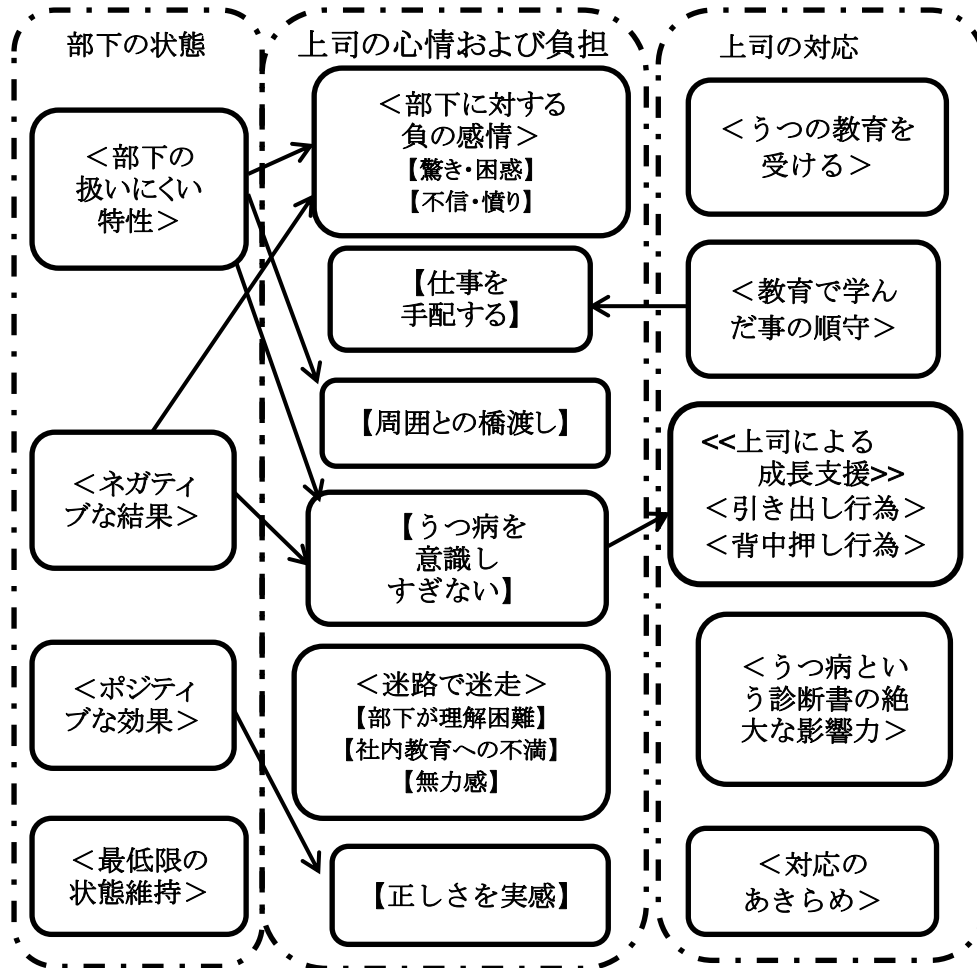 部下の状態
<部下の
扱いにくい
特性>
<ネガティ
ブな結果>
<ポジティ
ブな効果>
<最低限の
状態維持>
上司の心情および負担
<部下に対する
負の感情>
【驚き・困惑】
【不信・憤り】
【仕事を
手配する】
【周囲との橋渡し】
【うつ病を
意識し
すぎない】
<迷路で迷走>
【部下が理解困難】
【社内教育への不満】
【無力感】
【正しさを実感】
上司の対応
<うつの教育を
受ける>
<教育で学ん
だ事の順守>
<<上司による
成長支援>>
<引き出し行為>
<背中押し行為>
<うつ病とい
う診断書の絶
大な影響力>
<対応の
あきらめ>